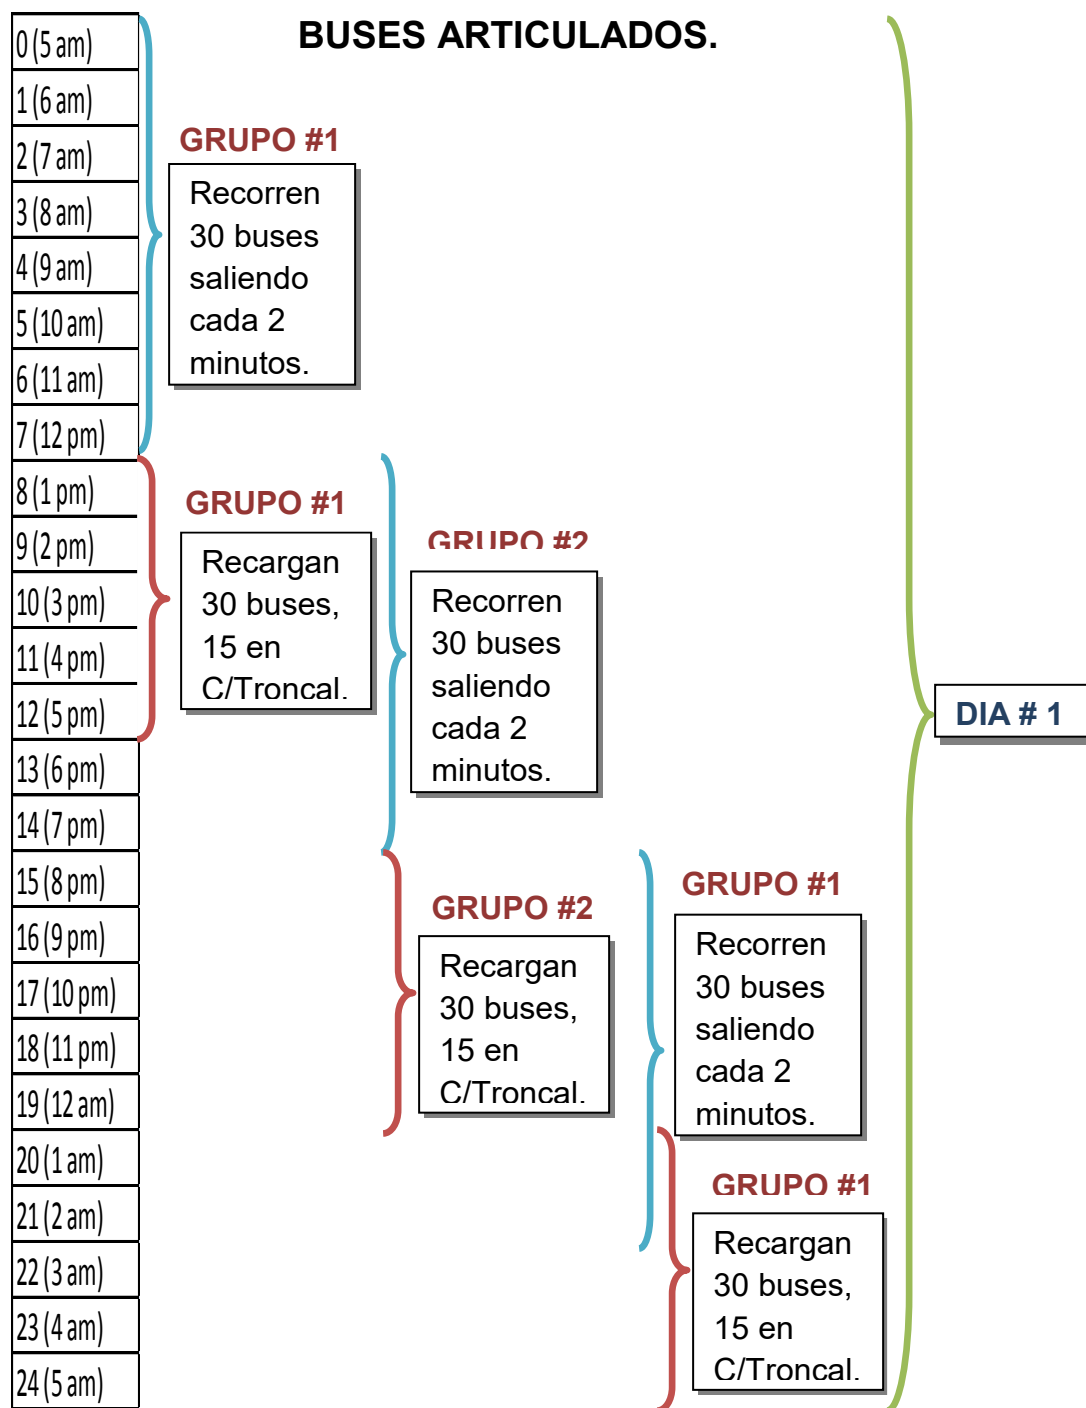 BUSES ARTICULADOS.
0 (5 am)
1 (6 am)
2 (7 am)
3 (8 am)
4 (9 am)
5 (10 am)
6 (11 am)
7 (12 pm)
8 (1 pm)
9 (2 pm)
10 (3 pm)
11 (4 pm)
12 (5 pm)
13 (6 pm)
14 (7 pm)
15 (8 pm)
16 (9 pm)
17 (10 pm)
18 (11 pm)
19 (12 am)
20 (1 am)
21 (2 am)
22 (3 am)
23 (4 am)
24 (5 am)
GRUPO #1
Recorren
30 buses
saliendo
cada 2
minutos.
GRUPO #1
Recargan
30 buses,
15 en
C/Troncal.
GRUPO #2
Recorren
30 buses
saliendo
cada 2
minutos.
GRUPO #2
Recargan
30 buses,
15 en
C/Troncal.
GRUPO #1
Recorren
30 buses
saliendo
cada 2
minutos.
GRUPO #1
Recargan
30 buses,
15 en
C/Troncal.
DIA # 1